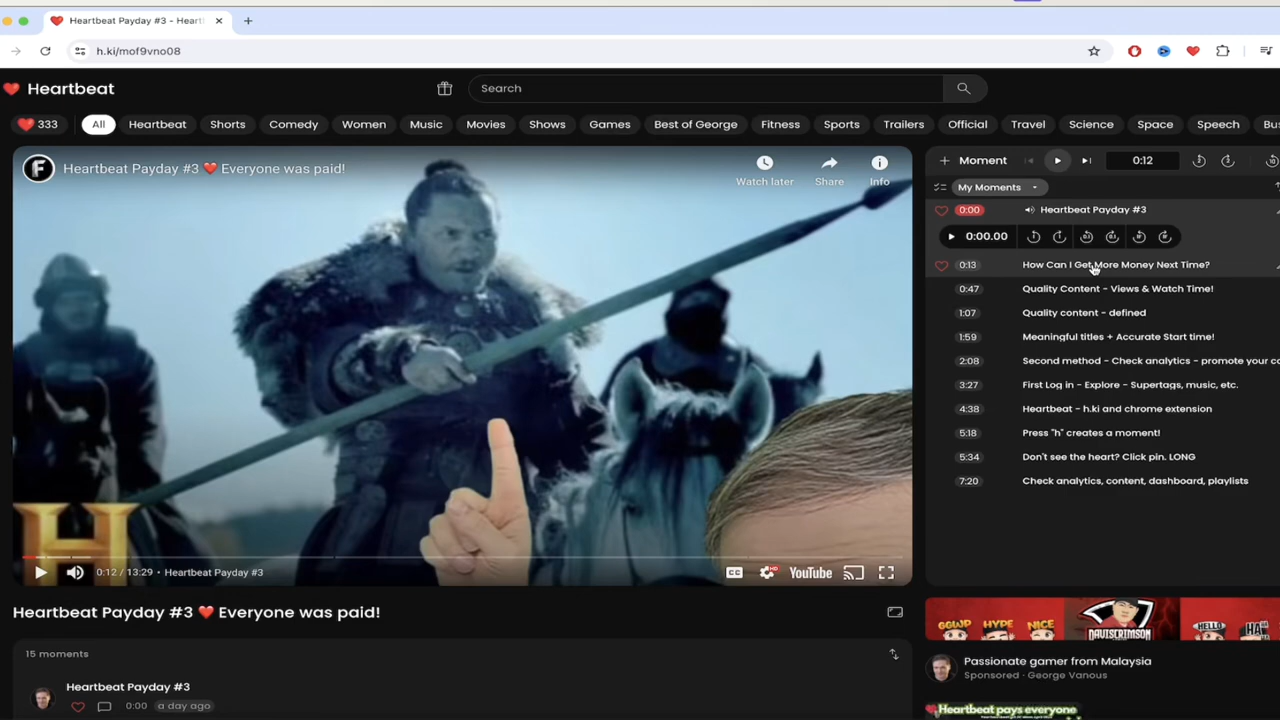 Heartbeat Payday #3 - Heart
h.ki/mof9vno08
Heartbeat
Search
333
All
Heartbeat
Shorts
Comedy
Women
Music
Movies
Shows
Games
Best of George
Fitness
Sports
Trailers
Official
Travel
Science
Space
Speech
Bu
F
Heartbeat Payday #3 ❤️ Everyone was paid!
Watch later
Share
Info
H
0:12 / 13:29 • Heartbeat Payday #3
CC
HD
YouTube
+ Moment
0:12
My Moments
0:00 Heartbeat Payday #3
0:00.00
0:13 How Can I Get More Money Next Time?
0:47 Quality Content - Views & Watch Time!
1:07 Quality content - defined
1:59 Meaningful titles + Accurate Start time!
2:08 Second method - Check analytics - promote your co
3:27 First Log in - Explore - Supertags, music, etc.
4:38 Heartbeat - h.ki and chrome extension
5:18 Press "h" creates a moment!
5:34 Don't see the heart? Click pin. LONG
7:20 Check analytics, content, dashboard, playlists
Heartbeat Payday #3 ❤️ Everyone was paid!
15 moments
Heartbeat Payday #3
0:00 a day ago
GGWP
HYPE
NICE
DAVISCRIMSON
HELLO
HA
Passionate gamer from Malaysia
Sponsored · George Vanous
Heartbeat pays everyone